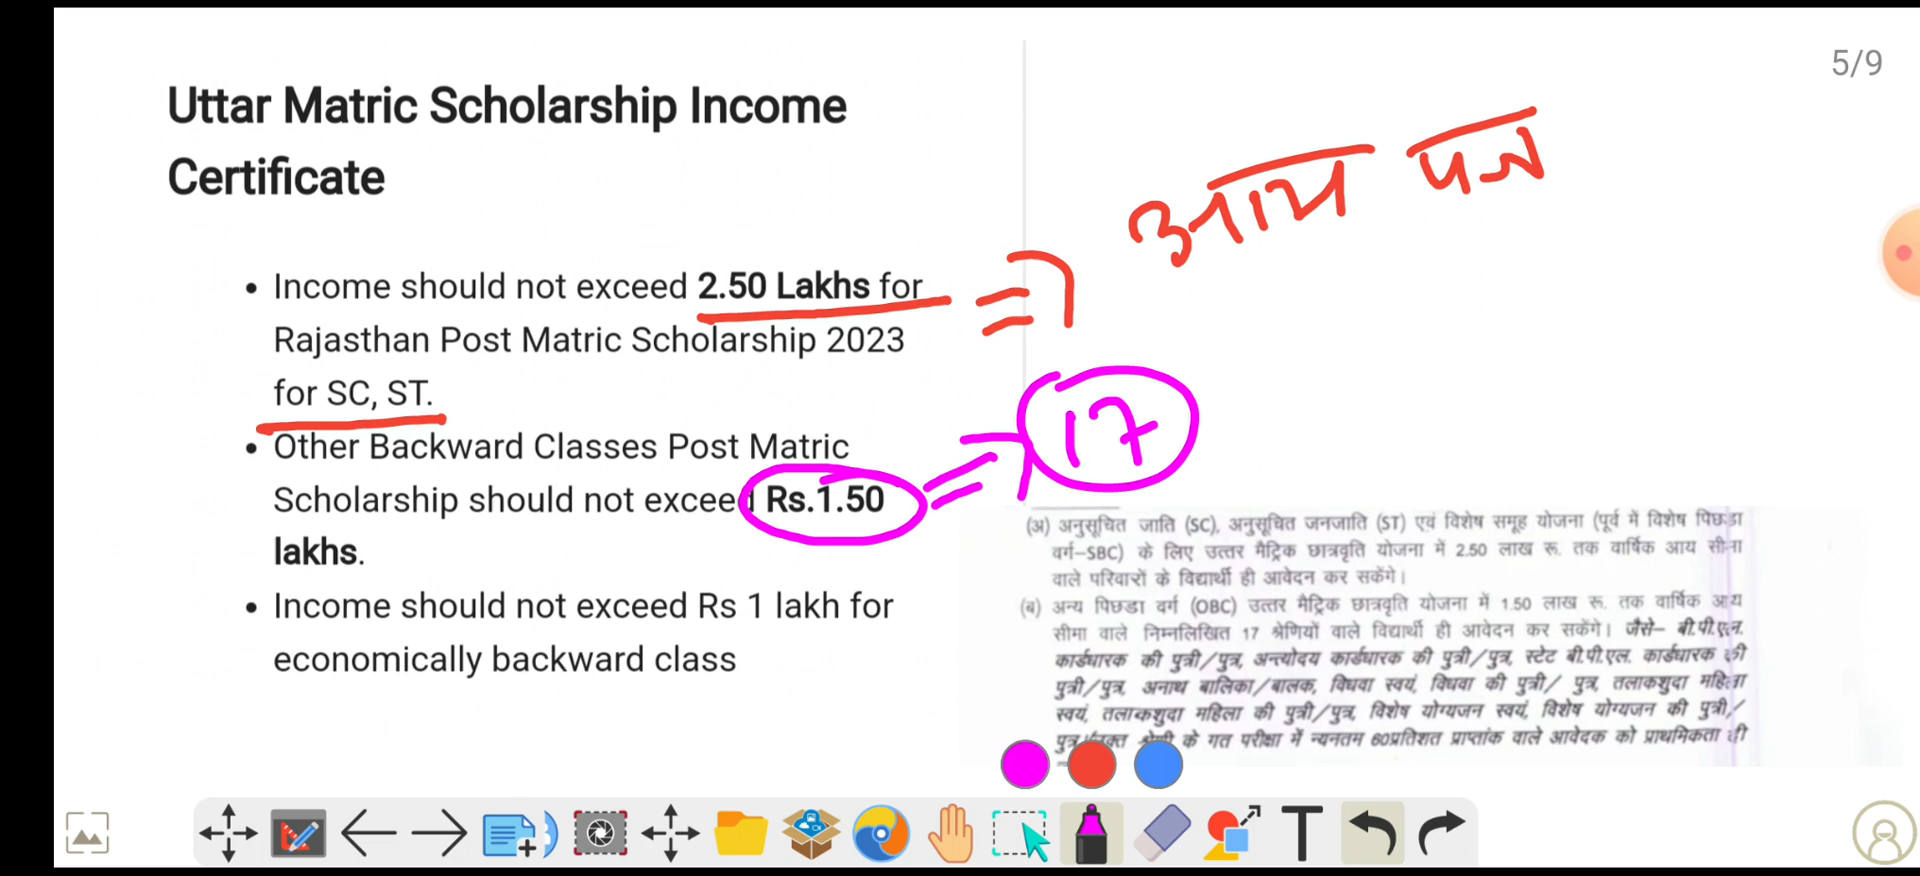 5/9
Uttar Matric Scholarship Income
Certificate
आय पत्र
• Income should not exceed 2.50 Lakhs for
Rajasthan Post Matric Scholarship 2023
for SC, ST.
• Other Backward Classes Post Matric
Scholarship should not exceed Rs.1.50
lakhs.
• Income should not exceed Rs 1 lakh for
economically backward class
17
(अ) अनुसूचित जाति (SC), अनुसूचित जनजाति (ST) एवं विशेष समूह योजना (पूर्व में विशेष पिछडा
वर्ग–SBC) के लिए उत्तर मैट्रिक छात्रवृति योजना में 2.50 लाख रू. तक वार्षिक आय सीमा
वाले परिवारों के विद्यार्थी ही आवेदन कर सकेंगे।
(ब) अन्य पिछडा वर्ग (OBC) उत्तर मैट्रिक छात्रवृति योजना में 1.50 लाख रू. तक वार्षिक आय
सीमा वाले निम्नलिखित 17 श्रेणियों वाले विद्यार्थी ही आवेदन कर सकेंगे। जैसे– बी.पी.एल.
कार्डधारक की पुत्री/पुत्र, अन्त्योदय कार्डधारक की पुत्री/पुत्र, स्टेट बी.पी.एल. कार्डधारक की
पुत्री/पुत्र, अनाथ बालिका/बालक, विधवा स्वयं, विधवा की पुत्री/ पुत्र, तलाकशुदा महिला
स्वयं, तलाकशुदा महिला की पुत्री/पुत्र, विशेष योग्यजन स्वयं, विशेष योग्यजन की पुत्री/
पुत्र के गत परीक्षा में न्यनतम 60प्रतिशत प्राप्तांक वाले आवेदक को प्राथमिकता दी
T